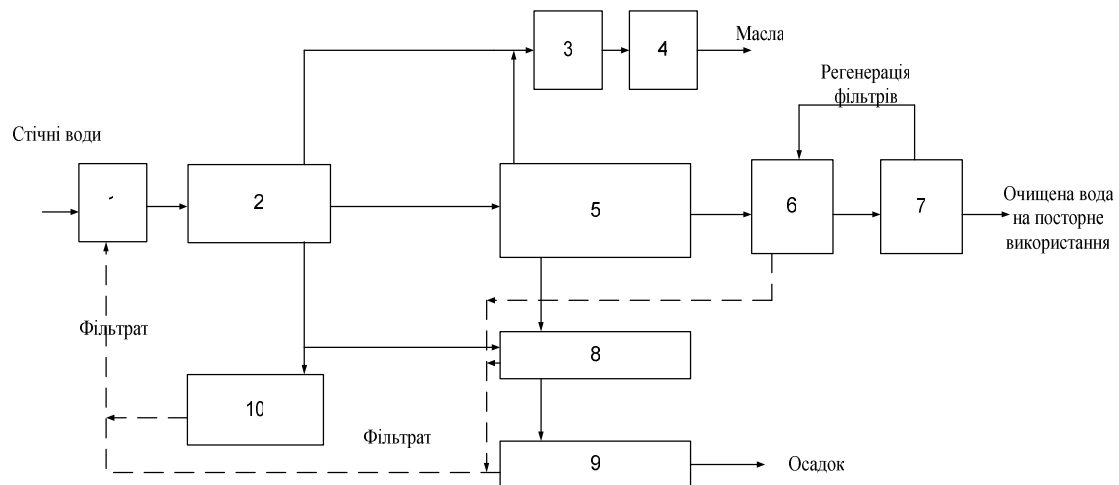 Масла
3
4
Регенерація
фільтрів
Стічні води
2
5
6
7
Очищена вода
на посторне
використання
Фільтрат
8
10
Фільтрат
9
Осадок